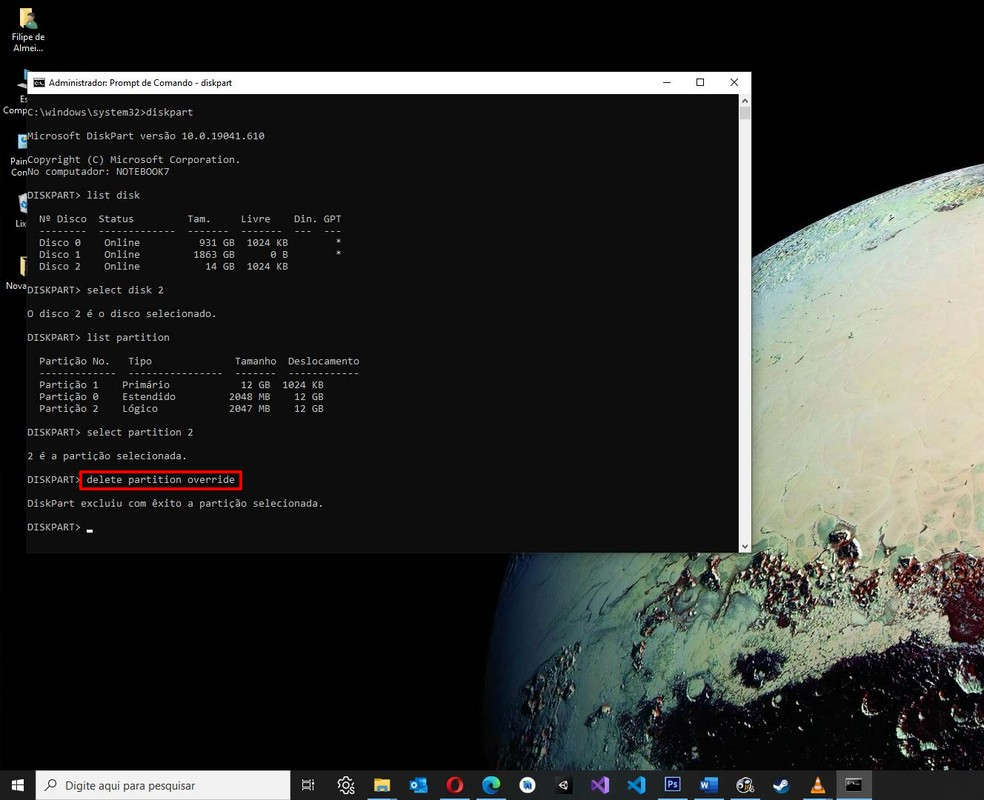 Filipe de
Almei...
Es
Comp
Pain
Con
Lix
Nova
Administrador: Prompt de Comando - diskpart
C:\windows\system32>diskpart
Microsoft DiskPart versão 10.0.19041.610
Copyright (C) Microsoft Corporation.
No computador: NOTEBOOK7
DISKPART> list disk
Nº Disco Status Tam. Livre Din. GPT
-------- ------------- ------- ------- --- ---
Disco 0 Online 931 GB 1024 KB *
Disco 1 Online 1863 GB 0 B *
Disco 2 Online 14 GB 1024 KB
DISKPART> select disk 2
O disco 2 é o disco selecionado.
DISKPART> list partition
Partição No. Tipo Tamanho Deslocamento
------------- ---------------- ------- ------------
Partição 1 Primário 12 GB 1024 KB
Partição 0 Estendido 2048 MB 12 GB
Partição 2 Lógico 2047 MB 12 GB
DISKPART> select partition 2
2 é a partição selecionada.
DISKPART> delete partition override
DiskPart excluiu com êxito a partição selecionada.
DISKPART>
Digite aqui para pesquisar
Ps